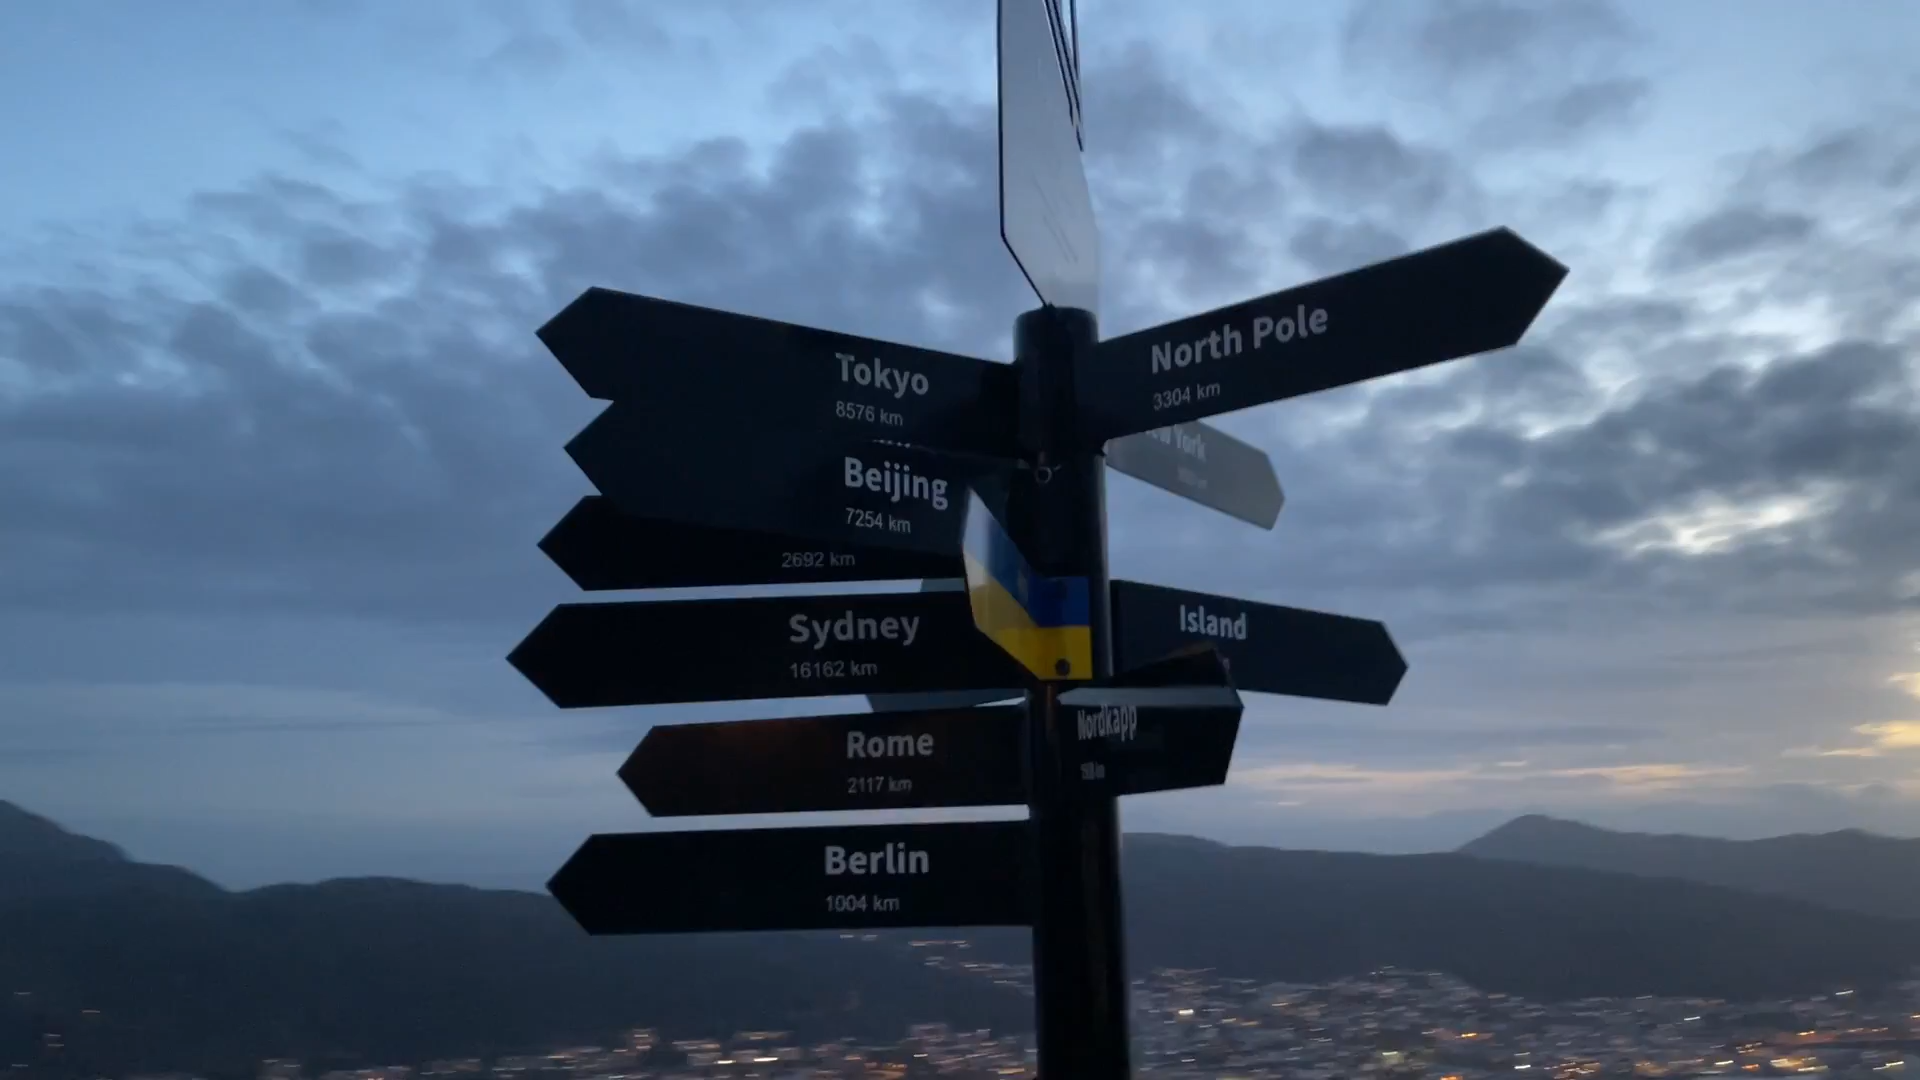 Tokyo
8576 km
North Pole
3304 km
York
Beijing
7254 km
2692 km
Sydney
16162 km
Island
Rome
2117 km
Nordkapp
Berlin
1004 km